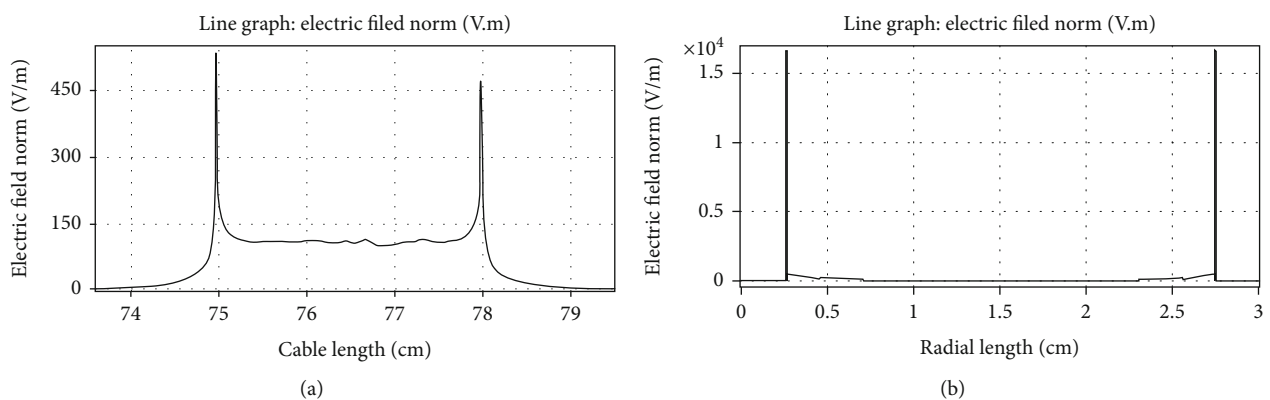 Line graph: electric filed norm (V.m)
Electric field norm (V/m)
450
300
150
0
74
75
76
77
78
79
Cable length (cm)
(a)
Line graph: electric filed norm (V.m)
×10⁴
Electric field norm (V/m)
1.5
1
0.5
0
0
0.5
1
1.5
2
2.5
3
Radial length (cm)
(b)